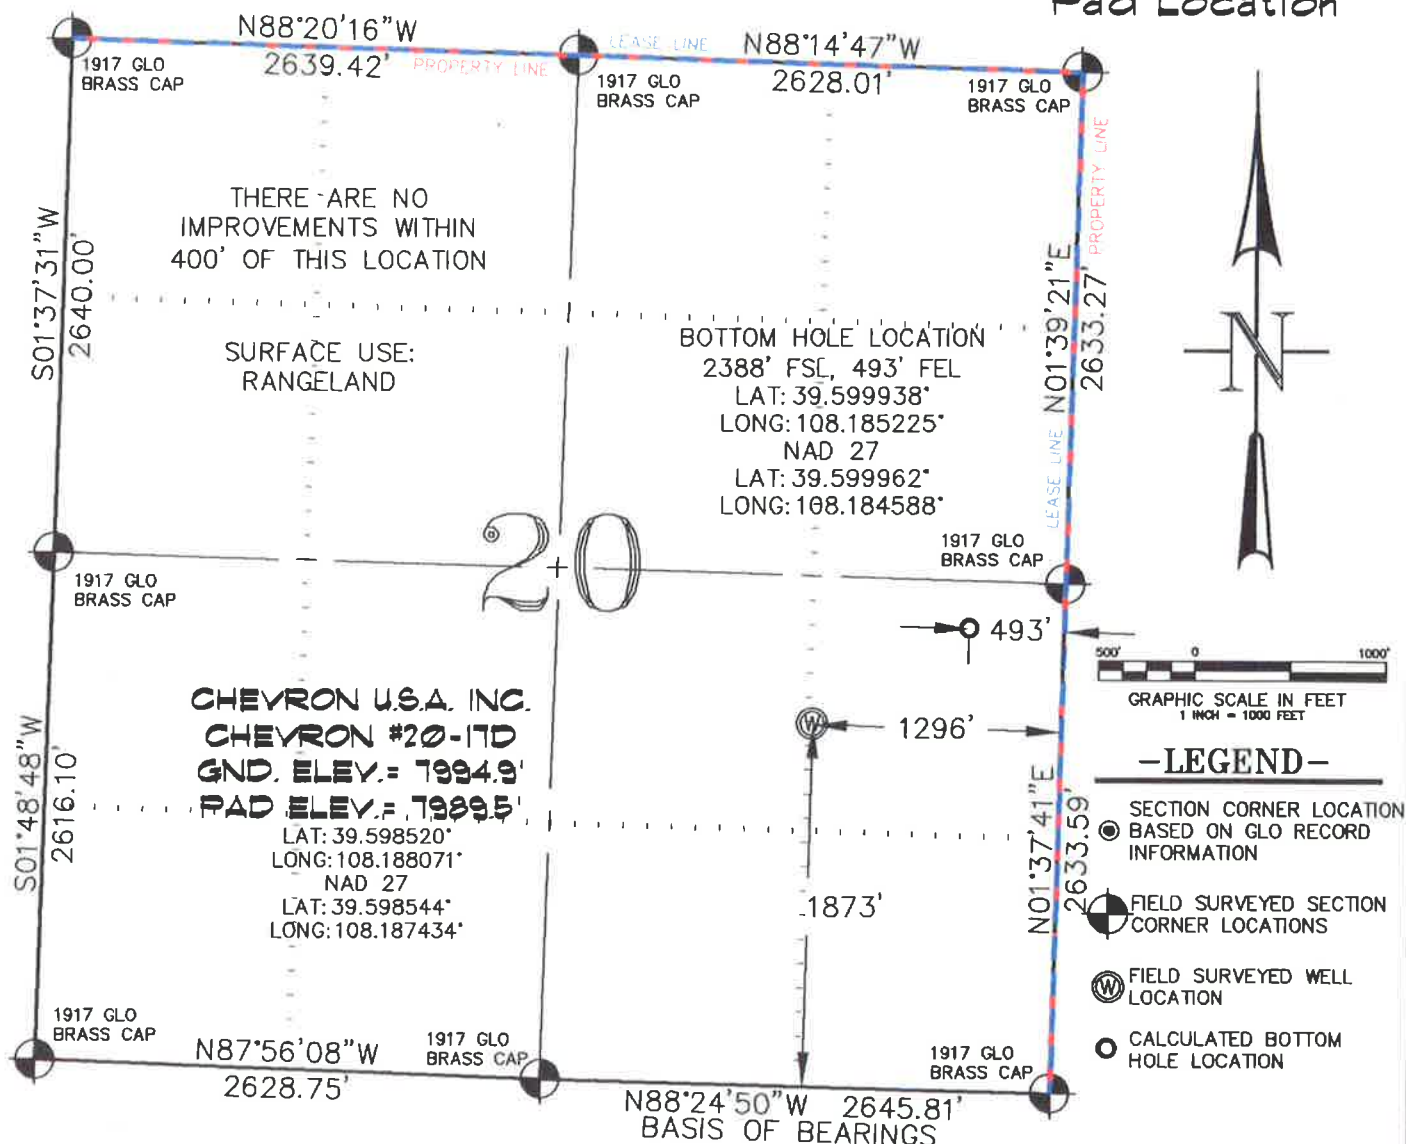 Pad Location
N88°20'16"W
2639.42'
PROPERTY LINE
LEASE LINE
N88°14'47"W
2628.01'
1917 GLO
BRASS CAP
1917 GLO
BRASS CAP
1917 GLO
BRASS CAP
PROPERTY LINE
THERE ARE NO
IMPROVEMENTS WITHIN
400' OF THIS LOCATION
S01°37'31"W
2640.00'
SURFACE USE:
RANGELAND
BOTTOM HOLE LOCATION
2388' FSL, 493' FEL
LAT: 39.599938°
LONG: 108.185225°
NAD 27
LAT: 39.599962°
LONG: 108.184588°
N01°39'21"E
2633.27'
LEASE LINE
N
20
1917 GLO
BRASS CAP
1917 GLO
BRASS CAP
493'
500' 0 1000'
GRAPHIC SCALE IN FEET
1 INCH = 1000 FEET
CHEVRON U.S.A. INC.
CHEVRON #20-17D
GND. ELEV.= 7994.9'
PAD ELEV.= 7989.5'
LAT: 39.598520°
LONG: 108.188071°
NAD 27
LAT: 39.598544°
LONG: 108.187434°
S01°48'48"W
2616.10'
W
1296'
1873'
N01°37'41"E
2633.59'
-LEGEND-
SECTION CORNER LOCATION
BASED ON GLO RECORD
INFORMATION
FIELD SURVEYED SECTION
CORNER LOCATIONS
W
FIELD SURVEYED WELL
LOCATION
CALCULATED BOTTOM
HOLE LOCATION
1917 GLO
BRASS CAP
N87°56'08"W
2628.75'
1917 GLO
BRASS CAP
1917 GLO
BRASS CAP
N88°24'50"W 2645.81'
BASIS OF BEARINGS